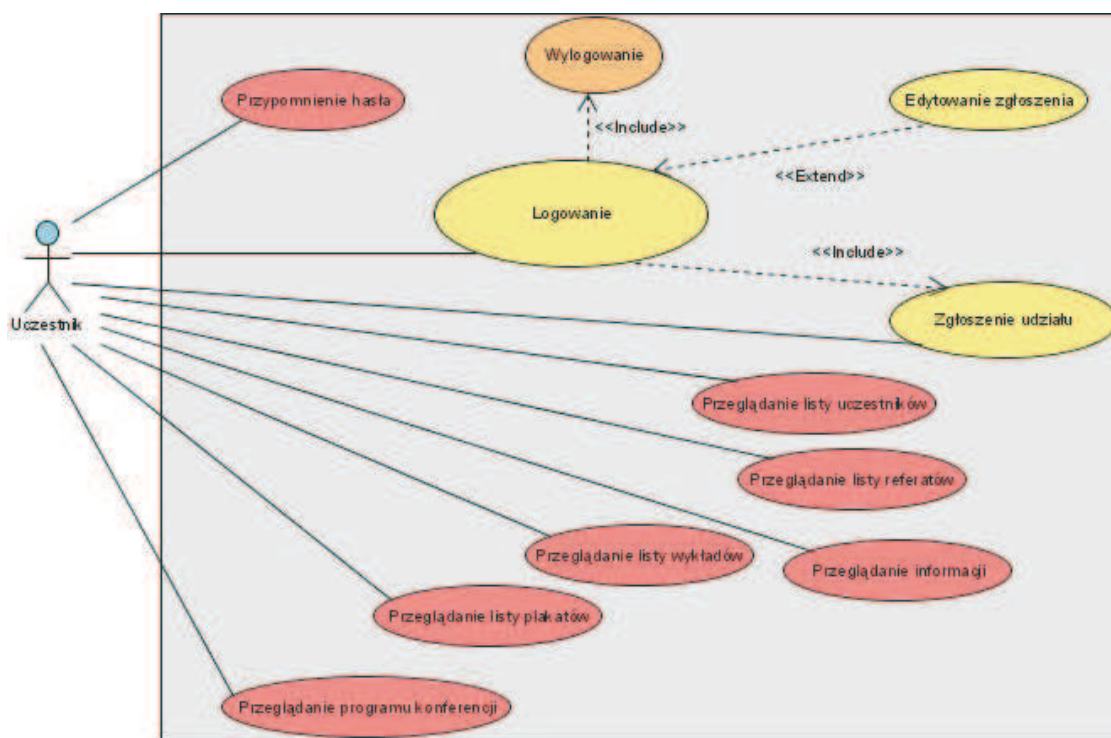 Wylogowanie
Przypomnienie hasła
Edytowanie zgłoszenia
<<Include>>
<<Extend>>
Logowanie
<<Include>>
Uczestnik
Zgłoszenie udziału
Przeglądanie listy uczestników
Przeglądanie listy referatów
Przeglądanie listy wykładów
Przeglądanie informacji
Przeglądanie listy plakatów
Przeglądanie programu konferencji